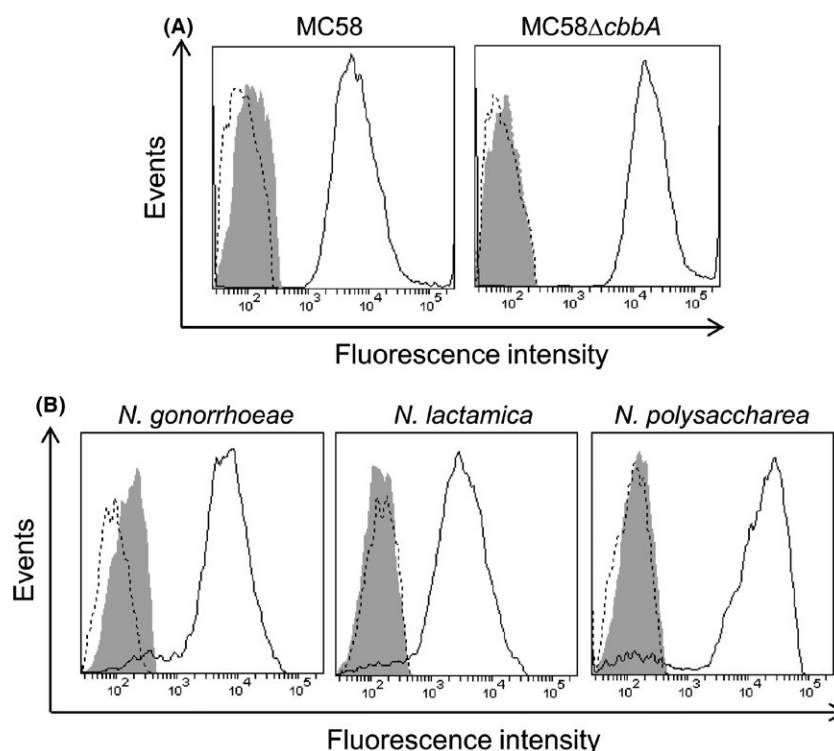 (A)
MC58
MC58ΔcbbA
Events
10² 10³ 10⁴ 10⁵
10² 10³ 10⁴ 10⁵
Fluorescence intensity
(B)
N. gonorrhoeae
N. lactamica
N. polysaccharea
Events
10² 10³ 10⁴ 10⁵
10² 10³ 10⁴ 10⁵
10² 10³ 10⁴ 10⁵
Fluorescence intensity